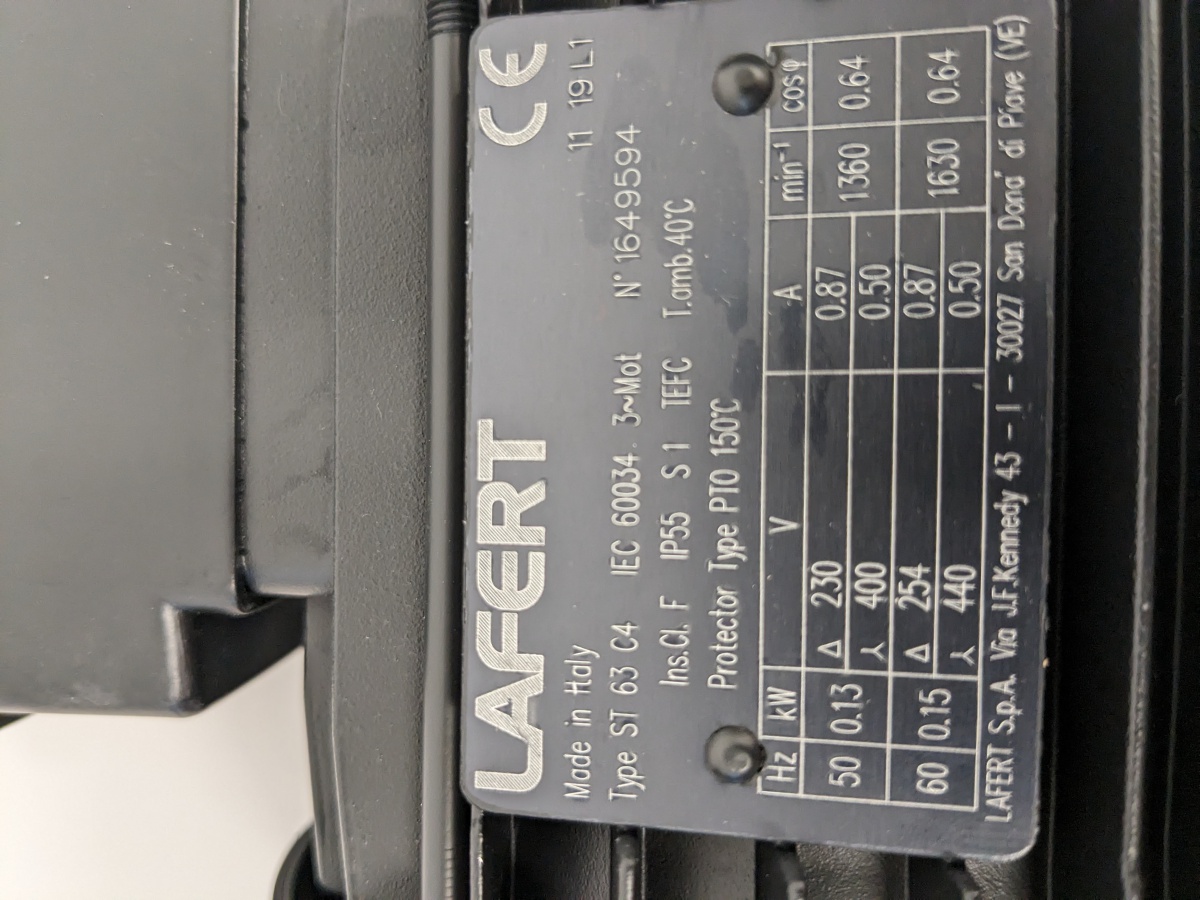 LAFERT CE
Made in Italy 11 19 L1
Type ST 63 C4 IEC 60034 3~Mot N° 1649594
Ins.Cl. F IP55 S 1 TEFC T.amb.40°C
Protector Type PTO 150°C
Hz kW V A min⁻¹ cos φ
50 0.13 Δ 230 0.87 1360 0.64
⅄ 400 0.50
60 0.15 Δ 254 0.87 1630 0.64
⅄ 440 0.50
LAFERT S.p.A. Via J.F.Kennedy 43 - I - 30027 San Dona' di Piave (VE)